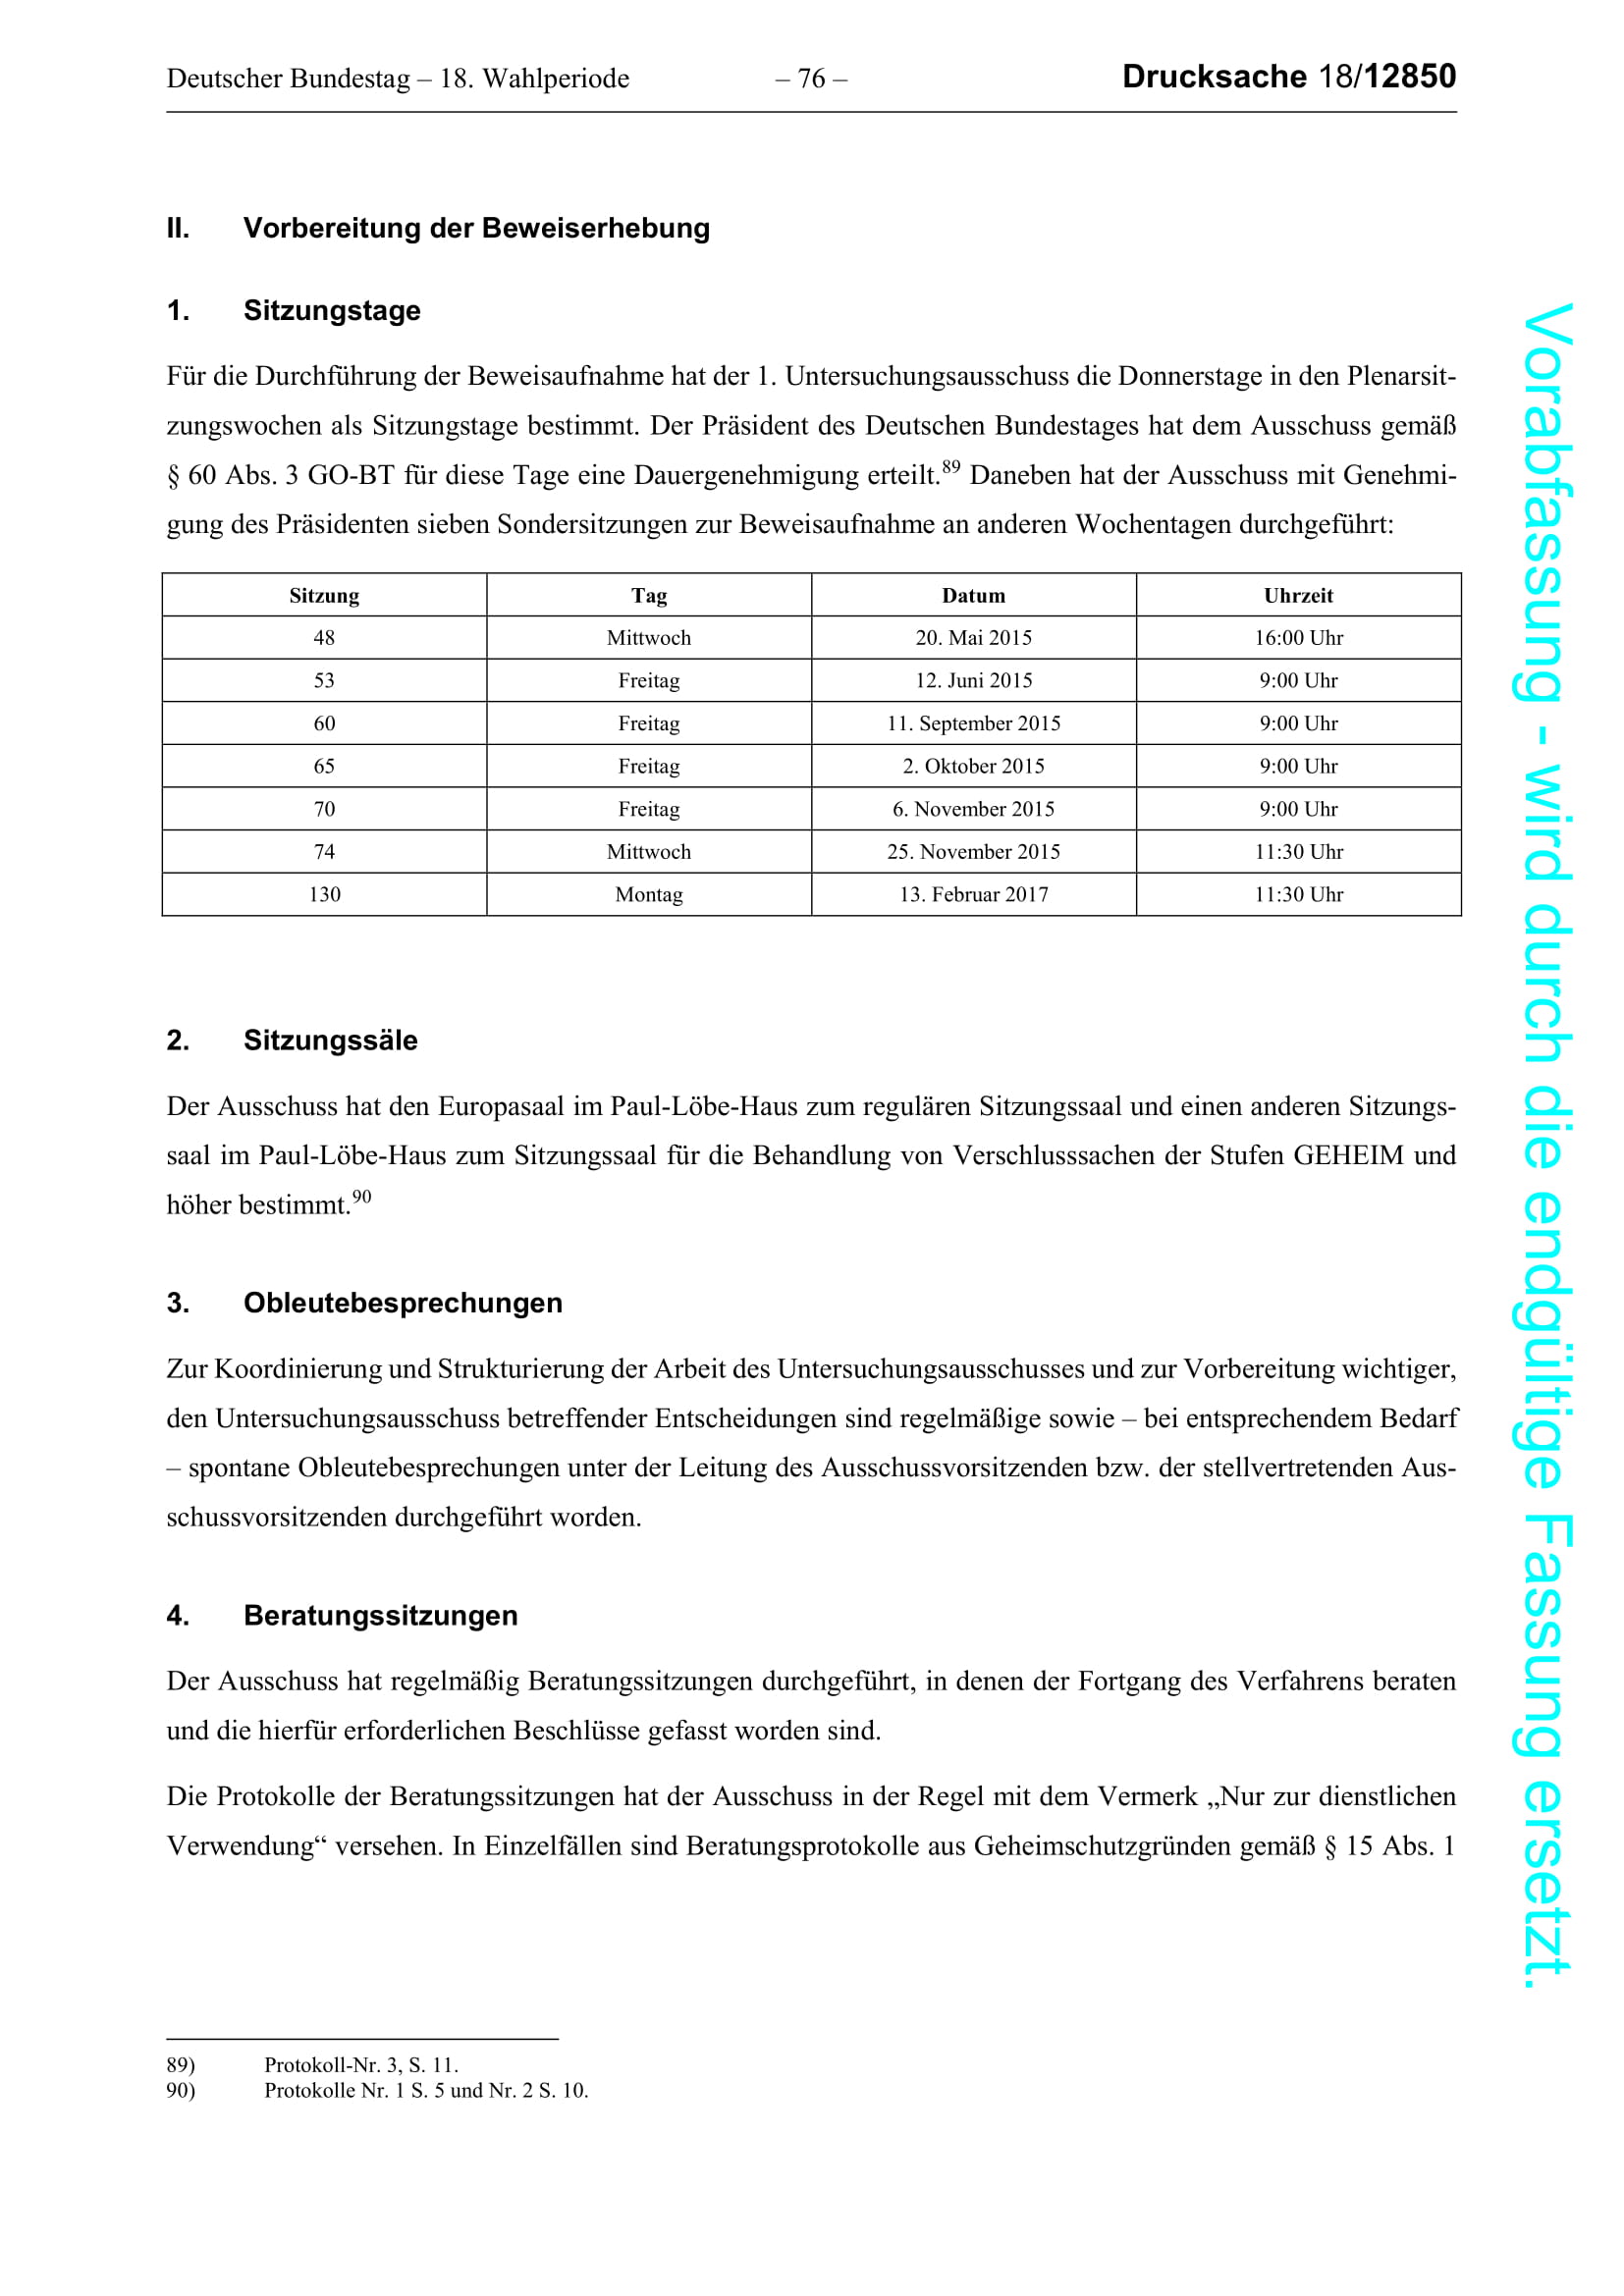 Deutscher Bundestag – 18. Wahlperiode – 76 – Drucksache 18/12850
II. Vorbereitung der Beweiserhebung
1. Sitzungstage
Für die Durchführung der Beweisaufnahme hat der 1. Untersuchungsausschuss die Donnerstage in den Plenarsit-
zungswochen als Sitzungstage bestimmt. Der Präsident des Deutschen Bundestages hat dem Ausschuss gemäß
§ 60 Abs. 3 GO-BT für diese Tage eine Dauergenehmigung erteilt.89 Daneben hat der Ausschuss mit Genehmi-
gung des Präsidenten sieben Sondersitzungen zur Beweisaufnahme an anderen Wochentagen durchgeführt:
Sitzung Tag Datum Uhrzeit
48 Mittwoch 20. Mai 2015 16:00 Uhr
53 Freitag 12. Juni 2015 9:00 Uhr
60 Freitag 11. September 2015 9:00 Uhr
65 Freitag 2. Oktober 2015 9:00 Uhr
70 Freitag 6. November 2015 9:00 Uhr
74 Mittwoch 25. November 2015 11:30 Uhr
130 Montag 13. Februar 2017 11:30 Uhr
2. Sitzungssäle
Der Ausschuss hat den Europasaal im Paul-Löbe-Haus zum regulären Sitzungssaal und einen anderen Sitzungs-
saal im Paul-Löbe-Haus zum Sitzungssaal für die Behandlung von Verschlusssachen der Stufen GEHEIM und
höher bestimmt.90
3. Obleutebesprechungen
Zur Koordinierung und Strukturierung der Arbeit des Untersuchungsausschusses und zur Vorbereitung wichtiger,
den Untersuchungsausschuss betreffender Entscheidungen sind regelmäßige sowie – bei entsprechendem Bedarf
– spontane Obleutebesprechungen unter der Leitung des Ausschussvorsitzenden bzw. der stellvertretenden Aus-
schussvorsitzenden durchgeführt worden.
4. Beratungssitzungen
Der Ausschuss hat regelmäßig Beratungssitzungen durchgeführt, in denen der Fortgang des Verfahrens beraten
und die hierfür erforderlichen Beschlüsse gefasst worden sind.
Die Protokolle der Beratungssitzungen hat der Ausschuss in der Regel mit dem Vermerk „Nur zur dienstlichen
Verwendung“ versehen. In Einzelfällen sind Beratungsprotokolle aus Geheimschutzgründen gemäß § 15 Abs. 1
89) Protokoll-Nr. 3, S. 11.
90) Protokolle Nr. 1 S. 5 und Nr. 2 S. 10.
Vorabfassung - wird durch die endgültige Fassung ersetzt.